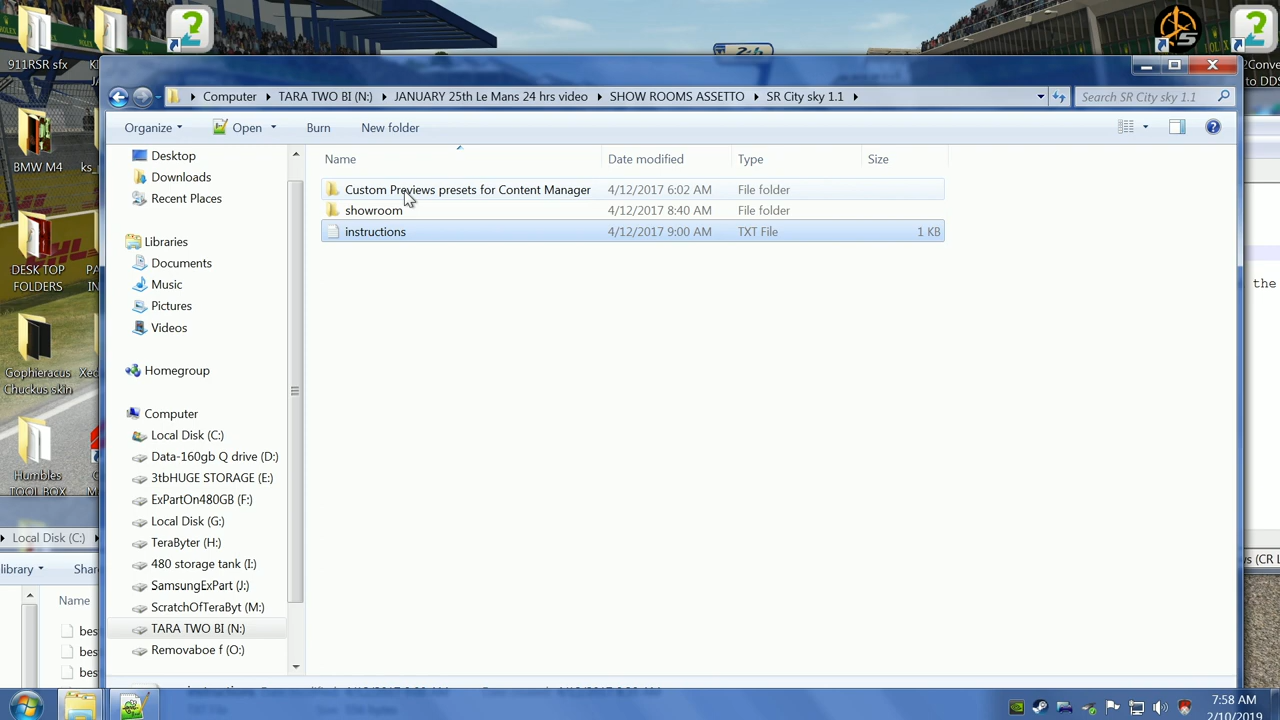 911RSR sfx
Computer
TARA TWO BI (N:)
JANUARY 25th Le Mans 24 hrs video
SHOW ROOMS ASSETTO
SR City sky 1.1
Search SR City sky 1.1
to DDS
Organize
Open
Burn
New folder
Name
Date modified
Type
Size
BMW M4
ks_
DESK TOP
FOLDERS
Gophieracus
Chuckus skin
Humbles
TOOL BOX
Desktop
Downloads
Recent Places
Libraries
Documents
Music
Pictures
Videos
Homegroup
Computer
Local Disk (C:)
Data-160gb Q drive (D:)
3tbHUGE STORAGE (E:)
ExPartOn480GB (F:)
Local Disk (G:)
TeraByter (H:)
480 storage tank (I:)
SamsungExPart (J:)
ScratchOfTeraByt (M:)
TARA TWO BI (N:)
Removaboe f (O:)
Custom Previews presets for Content Manager 4/12/2017 6:02 AM File folder
showroom 4/12/2017 8:40 AM File folder
instructions 4/12/2017 9:00 AM TXT File 1 KB
the
Local Disk (C:)
library
Name
bes
bes
bes
7:58 AM
2/10/2019